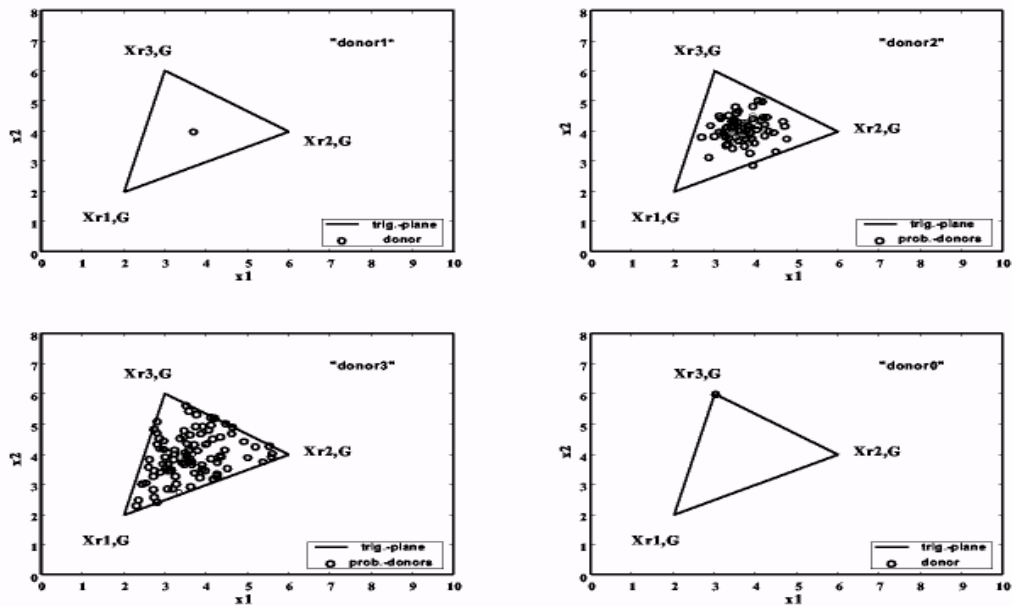 8
7
6
5
4
3
2
1
0
x2
"donor1"
Xr3,G
Xr2,G
Xr1,G
trig.-plane
donor
0 1 2 3 4 5 6 7 8 9 10
x1
8
7
6
5
4
3
2
1
0
x2
"donor2"
Xr3,G
Xr2,G
Xr1,G
trig.-plane
prob.-donors
0 1 2 3 4 5 6 7 8 9 10
x1
8
7
6
5
4
3
2
1
0
x2
"donor3"
Xr3,G
Xr2,G
Xr1,G
trig.-plane
prob.-donors
0 1 2 3 4 5 6 7 8 9 10
x1
8
7
6
5
4
3
2
1
0
x2
"donor0"
Xr3,G
Xr2,G
Xr1,G
trig.-plane
donor
0 1 2 3 4 5 6 7 8 9 10
x1